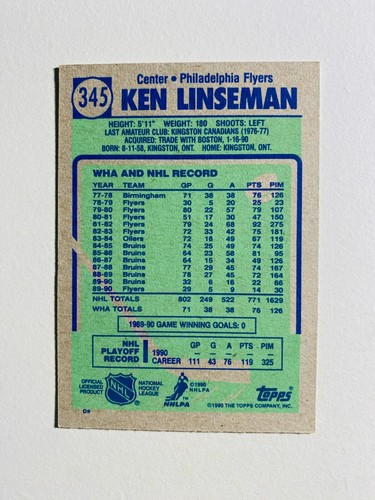 345
Center • Philadelphia Flyers
KEN LINSEMAN
HEIGHT: 5'11" WEIGHT: 180 SHOOTS: LEFT
LAST AMATEUR CLUB: KINGSTON CANADIANS (1976-77)
ACQUIRED: TRADE WITH BOSTON, 1-16-90
BORN: 8-11-58, KINGSTON, ONT. HOME: KINGSTON, ONT.
WHA AND NHL RECORD
YEAR TEAM GP G A PTS PIM
77-78 Birmingham 71 38 38 76 126
78-79 Flyers 30 5 20 25 23
79-80 Flyers 80 22 57 79 107
80-81 Flyers 51 17 30 47 150
81-82 Flyers 79 24 68 92 275
82-83 Flyers 72 33 42 75 181
83-84 Oilers 72 18 49 67 119
84-85 Bruins 74 25 49 74 126
85-86 Bruins 64 23 58 81 97
86-87 Bruins 64 15 34 49 126
87-88 Bruins 77 29 45 74 167
88-89 Bruins 78 27 45 72 164
89-90 Bruins 32 6 16 22 66
89-90 Flyers 29 5 9 14 30
NHL TOTALS 802 249 522 771 1629
WHA TOTALS 71 38 38 76 126
1989-90 GAME WINNING GOALS: 0
NHL PLAYOFF RECORD
GP G A PTS PIM
1990 – – – – –
CAREER 111 43 76 119 325
OFFICIAL LICENSED PRODUCT
NHL
NATIONAL HOCKEY LEAGUE
NHLPA
©1990 NHLPA
Topps
©1990 THE TOPPS COMPANY, INC.